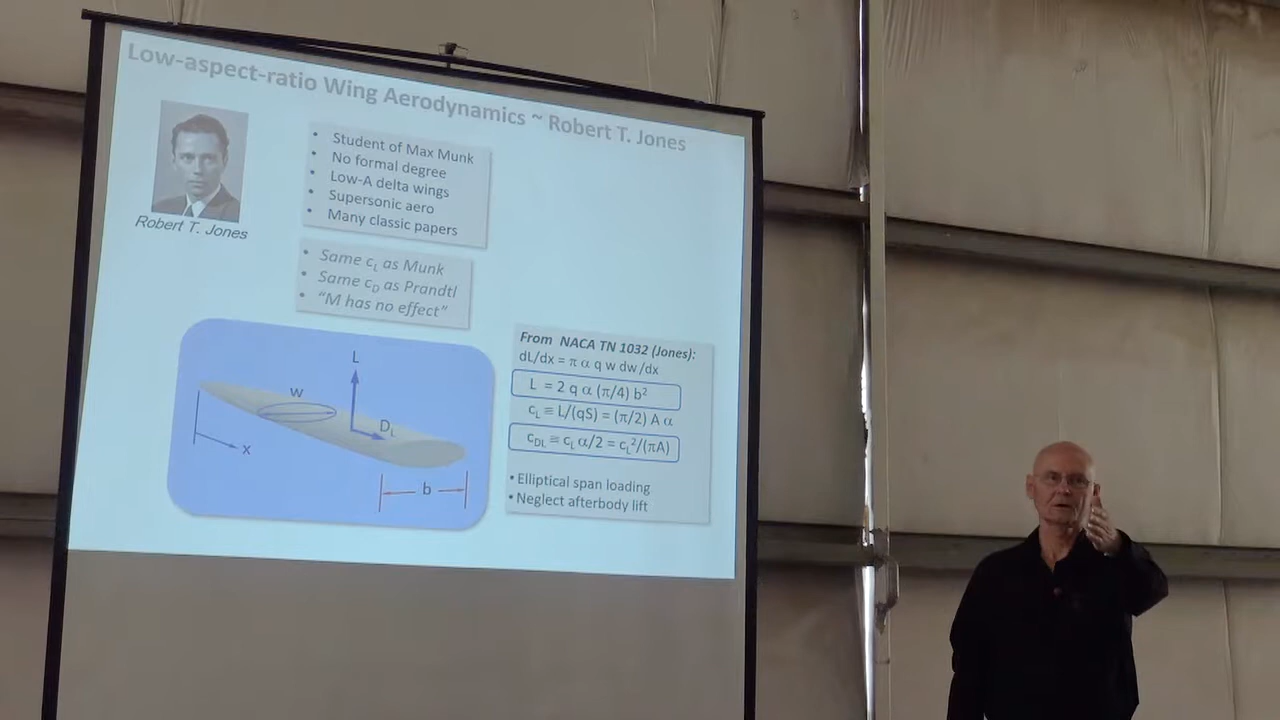 Low-aspect-ratio Wing Aerodynamics ~ Robert T. Jones
Robert T. Jones
• Student of Max Munk
• No formal degree
• Low-A delta wings
• Supersonic aero
• Many classic papers
• Same cL as Munk
• Same cD as Prandtl
• "M has no effect"
L
w
DL
x
b
From NACA TN 1032 (Jones):
dL/dx = π α q w dw/dx
L = 2 q α (π/4) b²
cL ≡ L/(qS) = (π/2) A α
cDL ≡ cL α/2 = cL²/(πA)
• Elliptical span loading
• Neglect afterbody lift